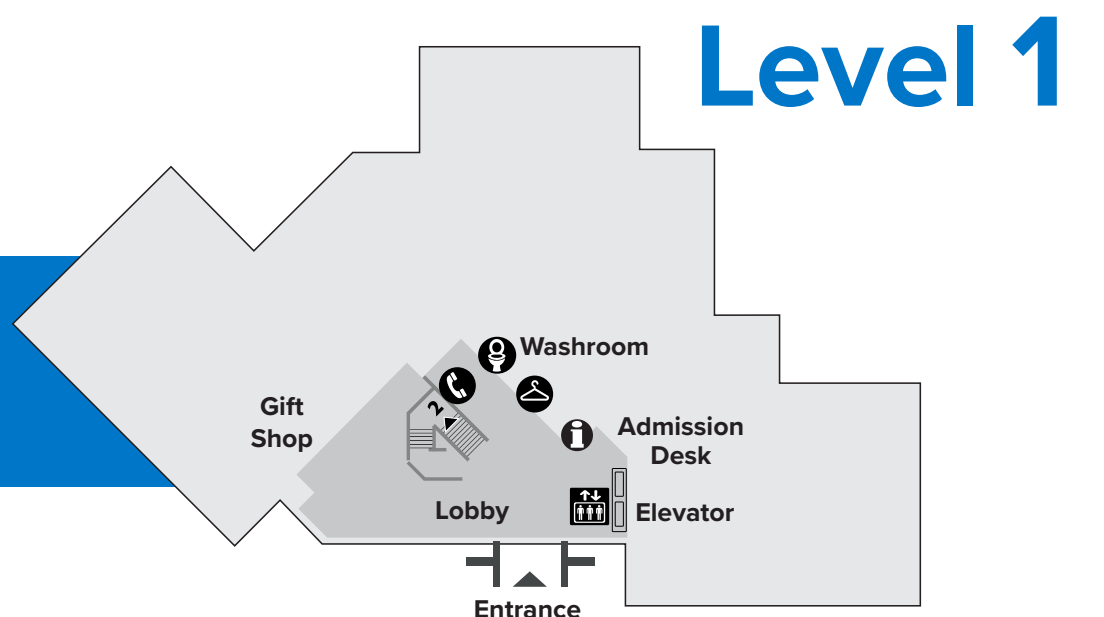 Level 1
Washroom
Gift
Shop
2
Admission
Desk
Lobby
Elevator
Entrance